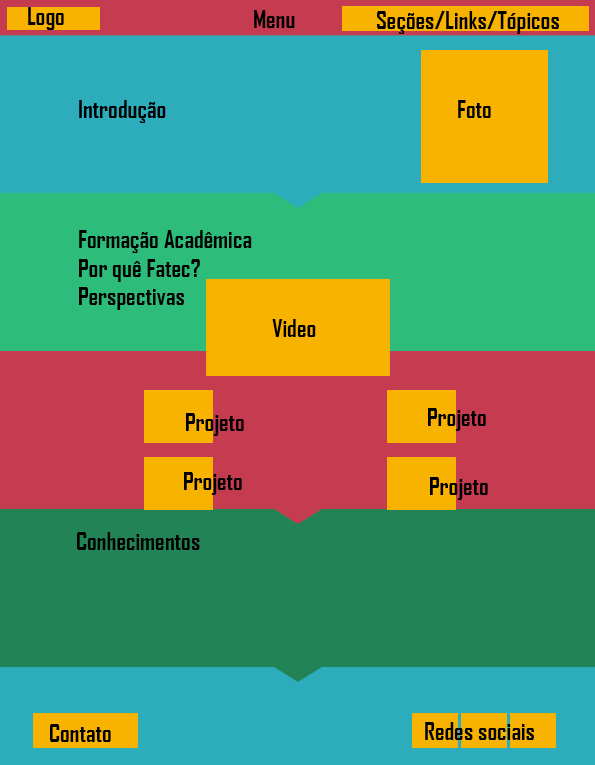 Logo
Menu
Seções/Links/Tópicos
Introdução
Foto
Formação Acadêmica
Por quê Fatec?
Perspectivas
Video
Projeto
Projeto
Projeto
Projeto
Conhecimentos
Contato
Redes sociais